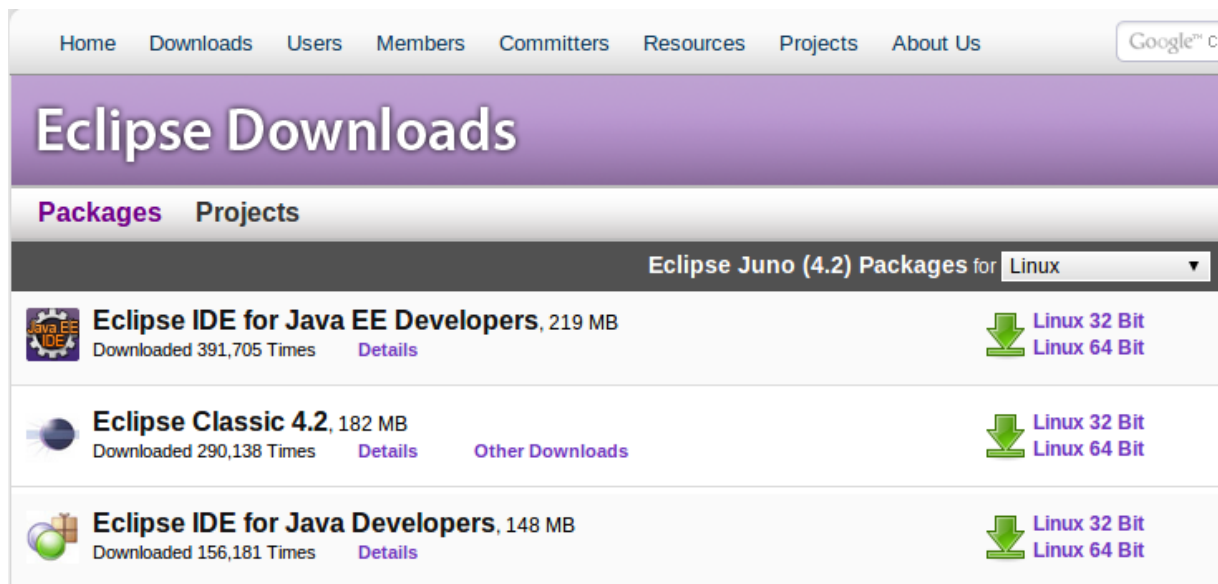 Home Downloads Users Members Committers Resources Projects About Us Google™
Eclipse Downloads
Packages Projects
Eclipse Juno (4.2) Packages for Linux
Java EE IDE
Eclipse IDE for Java EE Developers, 219 MB
Linux 32 Bit
Downloaded 391,705 Times Details
Linux 64 Bit
Eclipse Classic 4.2, 182 MB
Linux 32 Bit
Downloaded 290,138 Times Details Other Downloads
Linux 64 Bit
Eclipse IDE for Java Developers, 148 MB
Linux 32 Bit
Downloaded 156,181 Times Details
Linux 64 Bit